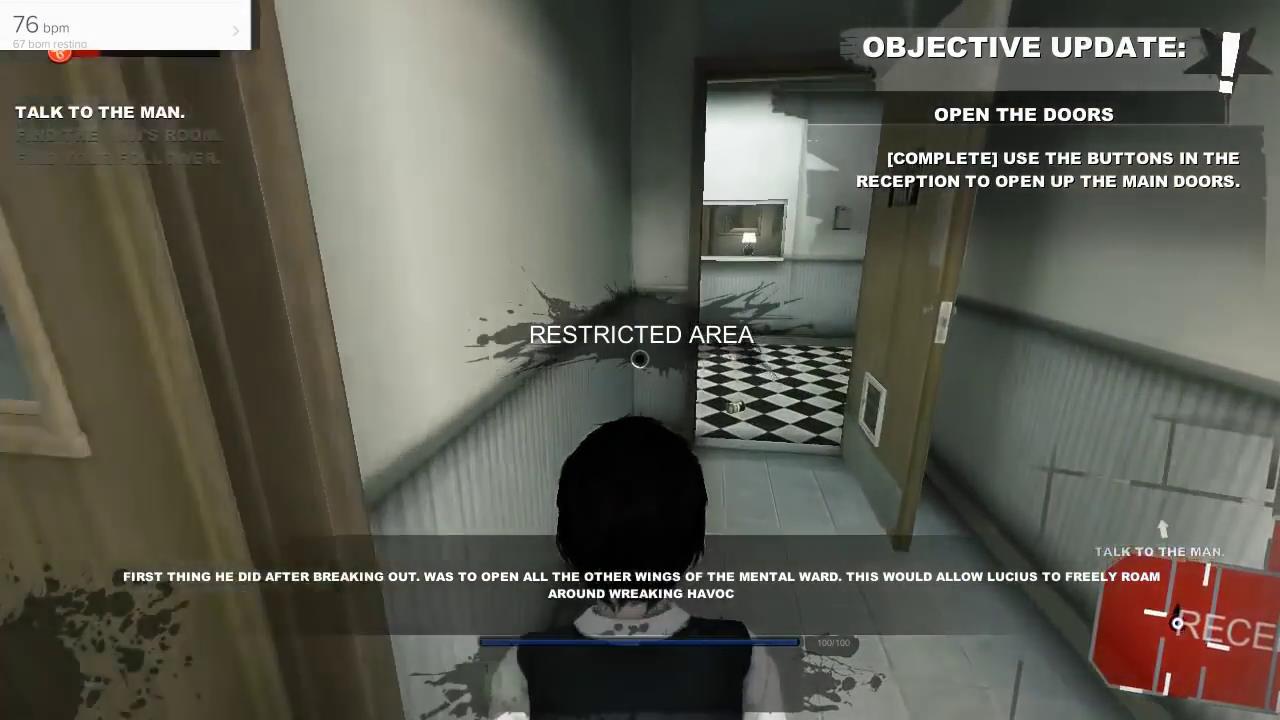 76 bpm
67 bpm resting
OBJECTIVE UPDATE:
TALK TO THE MAN.
OPEN THE DOORS
[COMPLETE] USE THE BUTTONS IN THE
RECEPTION TO OPEN UP THE MAIN DOORS.
RESTRICTED AREA
TALK TO THE MAN.
FIRST THING HE DID AFTER BREAKING OUT. WAS TO OPEN ALL THE OTHER WINGS OF THE MENTAL WARD. THIS WOULD ALLOW LUCIUS TO FREELY ROAM
AROUND WREAKING HAVOC
RECE
100/100